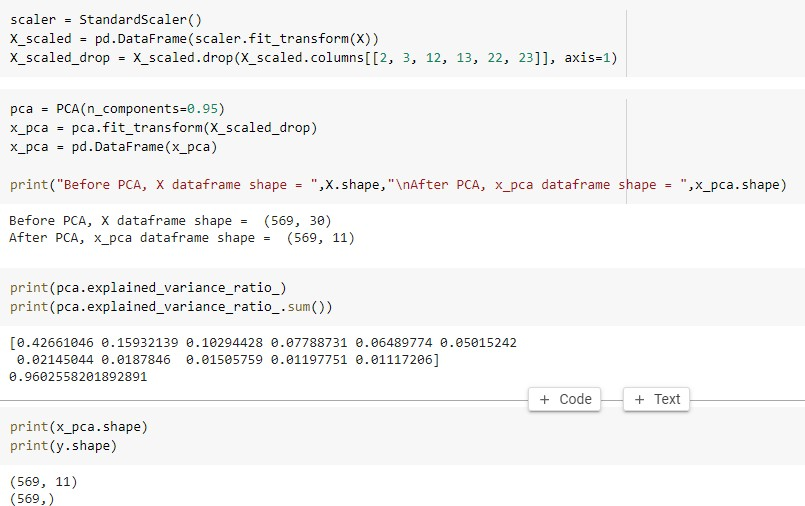 scaler = StandardScaler()
X_scaled = pd.DataFrame(scaler.fit_transform(X))
X_scaled_drop = X_scaled.drop(X_scaled.columns[[2, 3, 12, 13, 22, 23]], axis=1)
pca = PCA(n_components=0.95)
x_pca = pca.fit_transform(X_scaled_drop)
x_pca = pd.DataFrame(x_pca)
print("Before PCA, X dataframe shape = ",X.shape,"\nAfter PCA, x_pca dataframe shape = ",x_pca.shape)
Before PCA, X dataframe shape =  (569, 30)
After PCA, x_pca dataframe shape =  (569, 11)
print(pca.explained_variance_ratio_)
print(pca.explained_variance_ratio_.sum())
[0.42661046 0.15932139 0.10294428 0.07788731 0.06489774 0.05015242
 0.02145044 0.0187846  0.01505759 0.01197751 0.01117206]
0.9602558201892891
+ Code + Text
print(x_pca.shape)
print(y.shape)
(569, 11)
(569,)